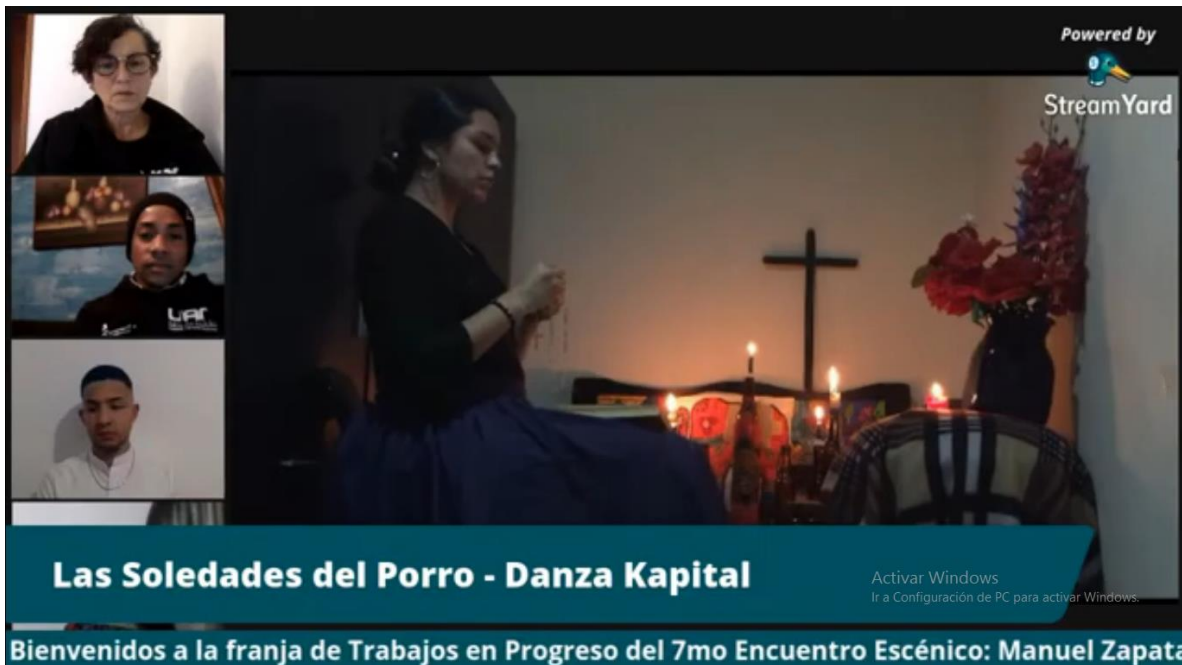 Powered by
StreamYard
UAN
Las Soledades del Porro - Danza Kapital
Activar Windows
Ir a Configuración de PC para activar Windows.
Bienvenidos a la franja de Trabajos en Progreso del 7mo Encuentro Escénico: Manuel Zapata